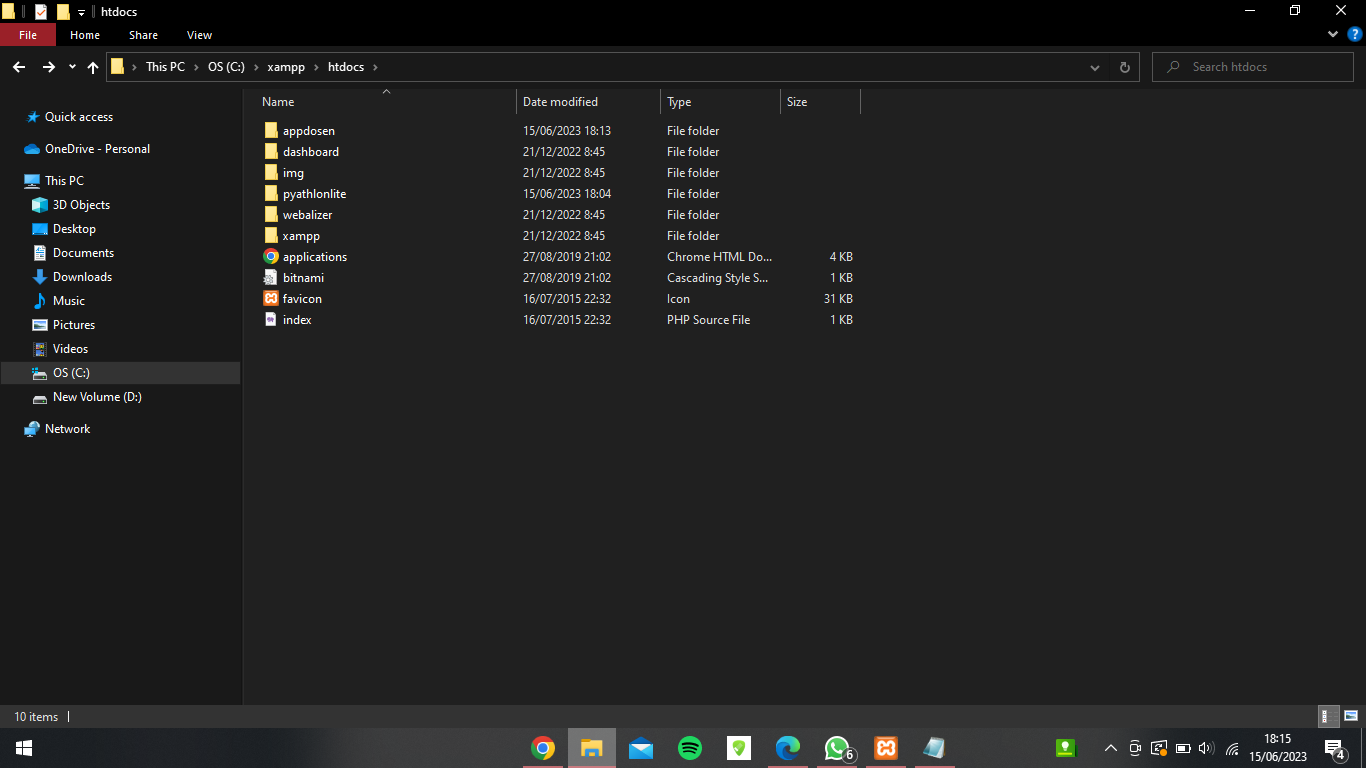 htdocs
File Home Share View
This PC OS (C:) xampp htdocs Search htdocs
Name Date modified Type Size
Quick access
OneDrive - Personal
This PC
3D Objects
Desktop
Documents
Downloads
Music
Pictures
Videos
OS (C:)
New Volume (D:)
Network
appdosen 15/06/2023 18:13 File folder
dashboard 21/12/2022 8:45 File folder
img 21/12/2022 8:45 File folder
pyathlonlite 15/06/2023 18:04 File folder
webalizer 21/12/2022 8:45 File folder
xampp 21/12/2022 8:45 File folder
applications 27/08/2019 21:02 Chrome HTML Do... 4 KB
bitnami 27/08/2019 21:02 Cascading Style S... 1 KB
favicon 16/07/2015 22:32 Icon 31 KB
index 16/07/2015 22:32 PHP Source File 1 KB
10 items
6
18:15
15/06/2023
4